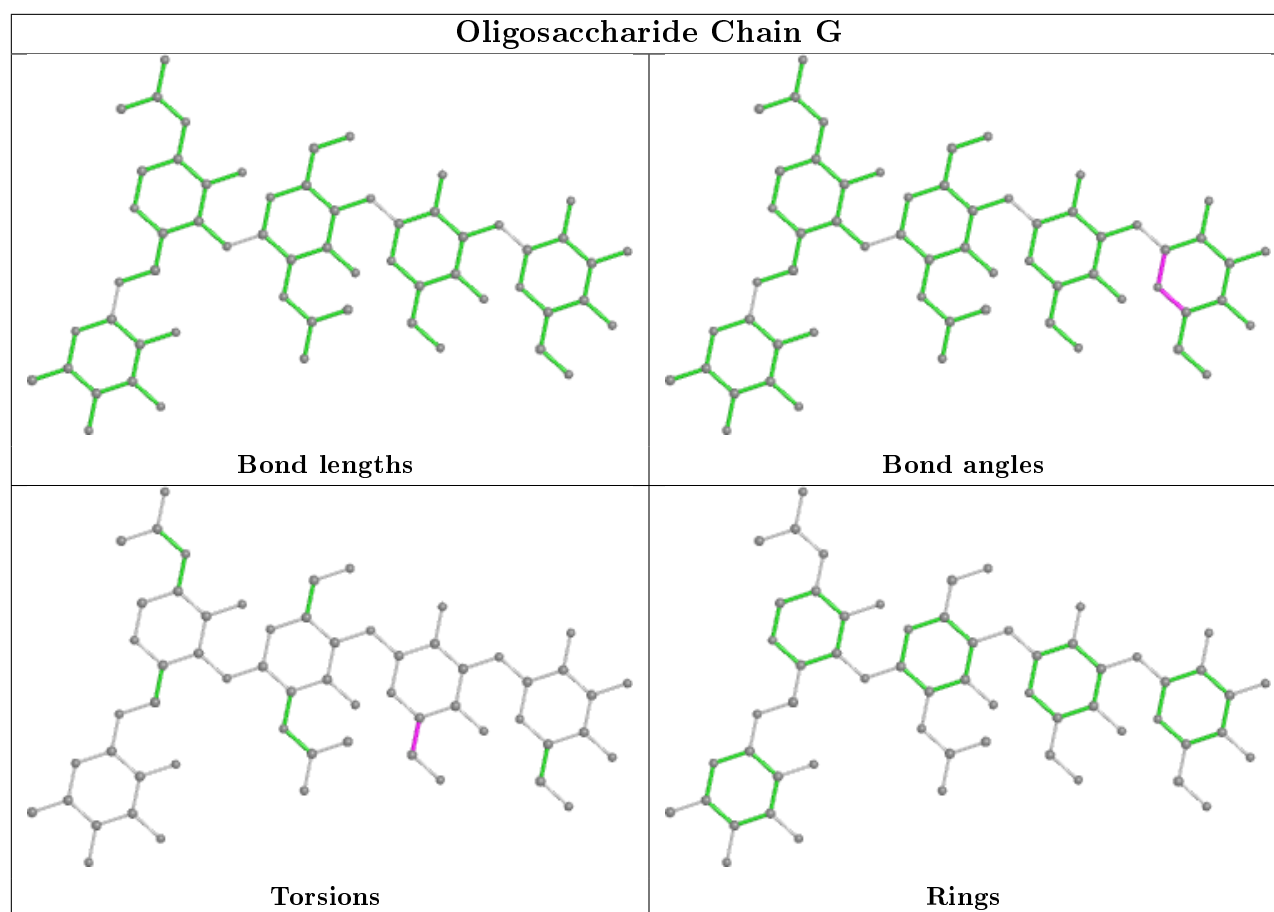 Oligosaccharide Chain G
Bond lengths
Bond angles
Torsions
Rings